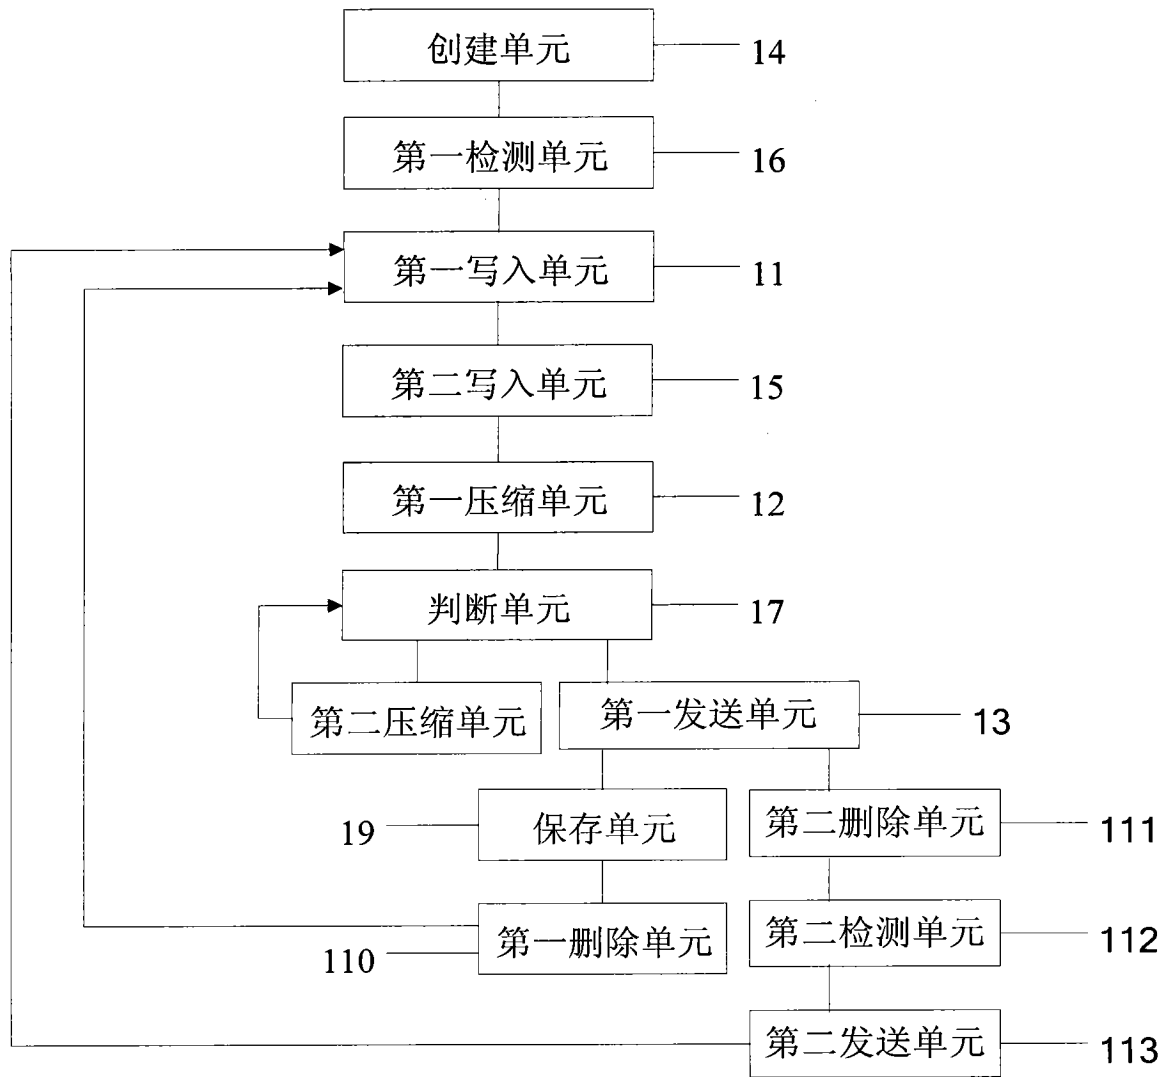 创建单元 14
第一检测单元 16
第一写入单元 11
第二写入单元 15
第一压缩单元 12
判断单元 17
第二压缩单元
第一发送单元 13
19 保存单元
第二删除单元 111
110 第一删除单元
第二检测单元 112
第二发送单元 113